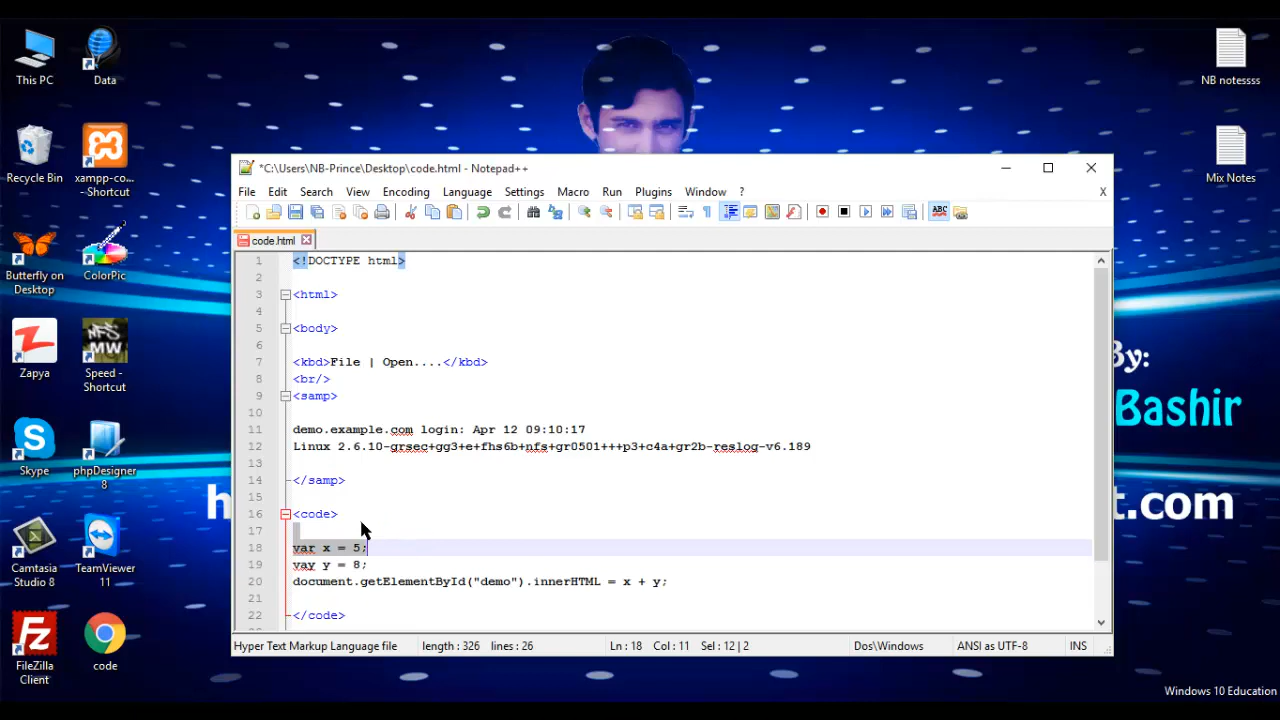 This PC
Data
Recycle Bin
xampp-co...
- Shortcut
Butterfly on
Desktop
ColorPic
Zapya
Speed -
Shortcut
Skype
phpDesigner
8
Camtasia
Studio 8
TeamViewer
11
FileZilla
Client
code
NB notessss
Mix Notes
By:
Bashir
h
t.com
Windows 10 Education
*C:\Users\NB-Prince\Desktop\code.html - Notepad++
File Edit Search View Encoding Language Settings Macro Run Plugins Window ? X
code.html
1 <!DOCTYPE html>
2
3 <html>
4
5 <body>
6
7 <kbd>File | Open....</kbd>
8 <br/>
9 <samp>
10
11 demo.example.com login: Apr 12 09:10:17
12 Linux 2.6.10-grsec+gg3+e+fhs6b+nfs+gr0501+++p3+c4a+gr2b-reslog-v6.189
13
14 </samp>
15
16 <code>
17
18 var x = 5;
19 vay y = 8;
20 document.getElementById("demo").innerHTML = x + y;
21
22 </code>
Hyper Text Markup Language file length : 326 lines : 26 Ln : 18 Col : 11 Sel : 12 | 2 Dos\Windows ANSI as UTF-8 INS